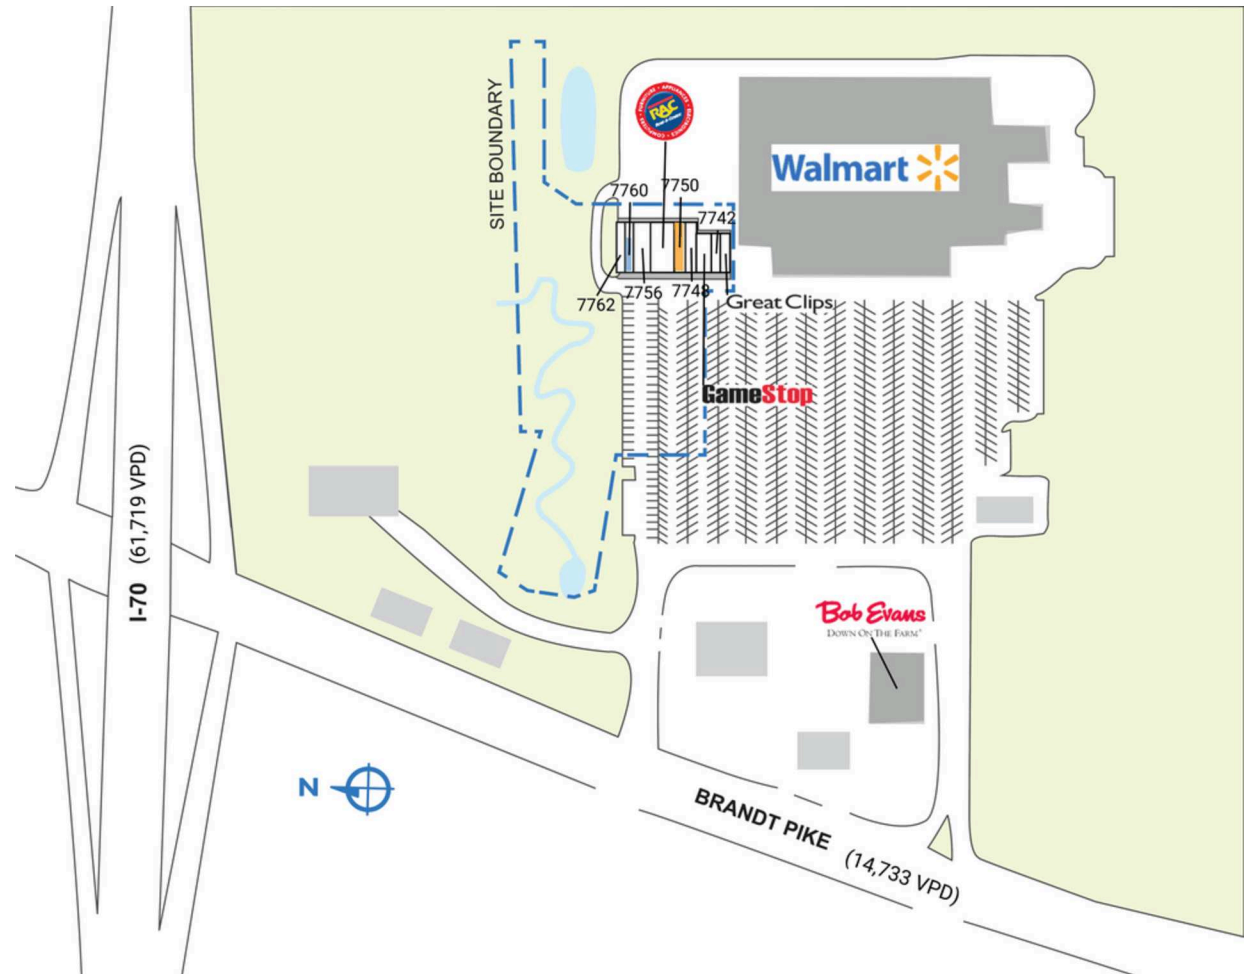 SITE BOUNDARY
RAC
Walmart
7760
7750
7742
7762
7756
7748
Great Clips
GameStop
I-70 (61,719 VPD)
Bob Evans
DOWN ON THE FARM
N
BRANDT PIKE (14,733 VPD)